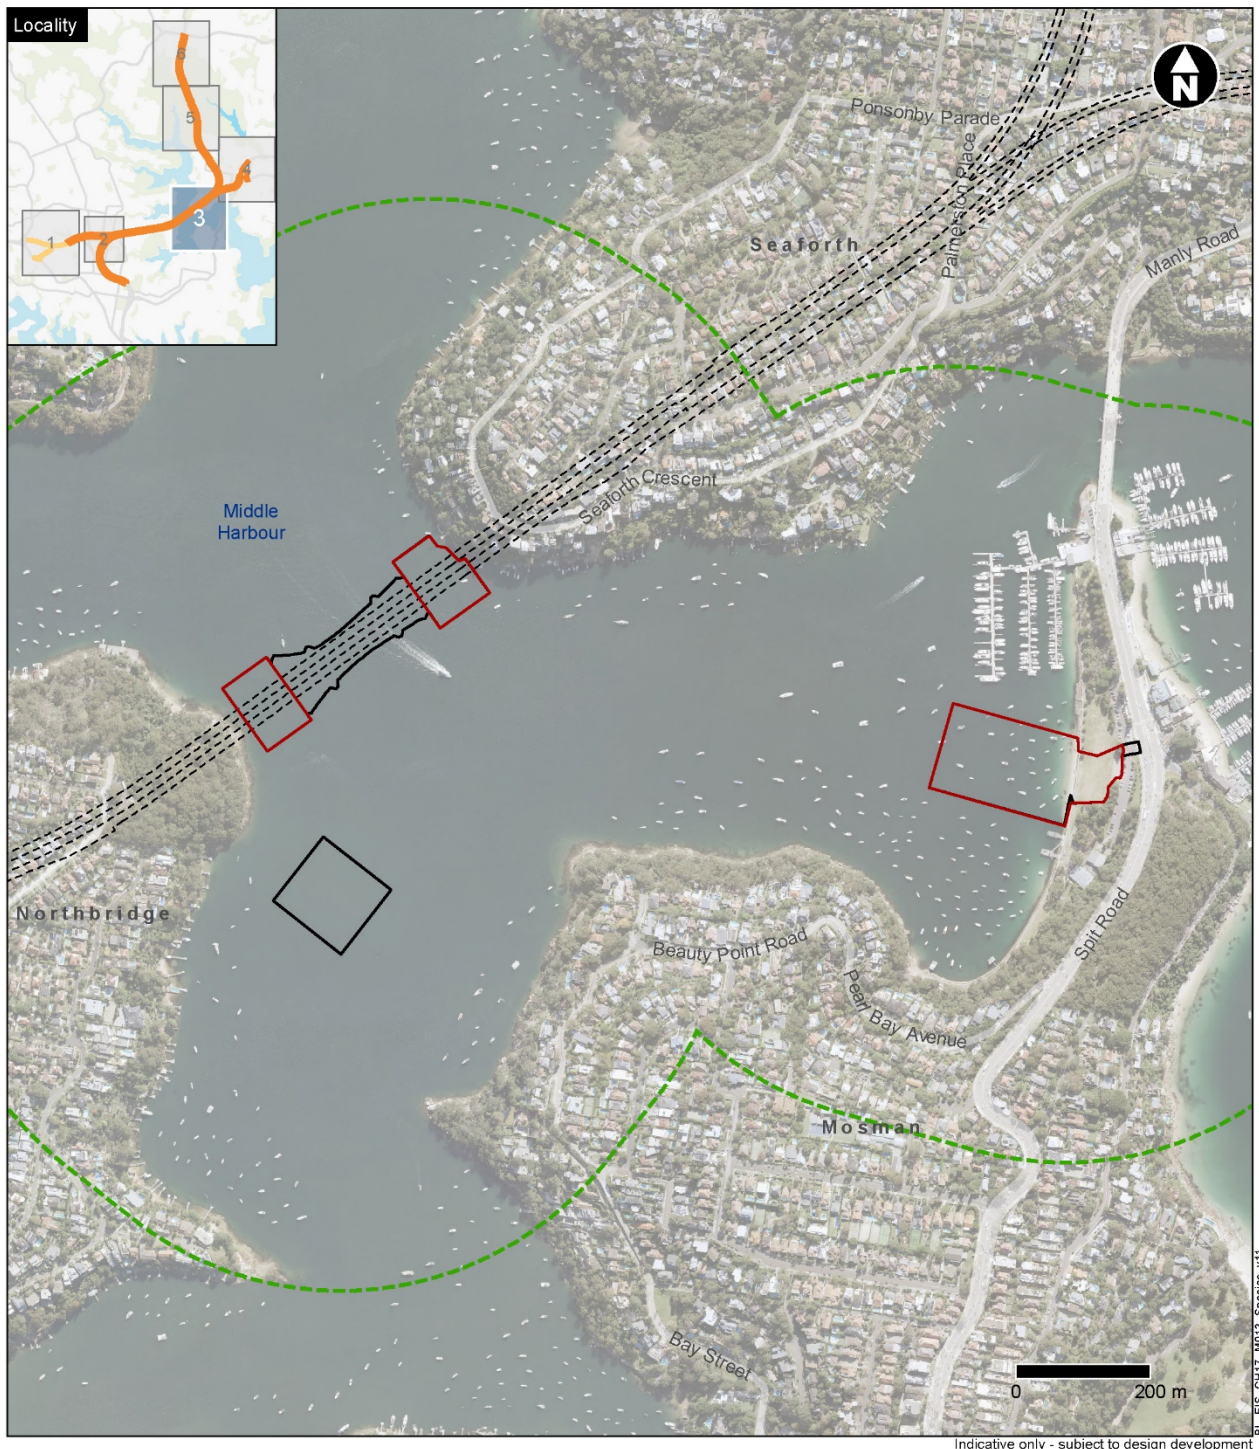 Locality
6
5
4
3
1
2
N
Ponsonby Parade
Palmerston Place
Seaforth
Manly Road
Seaforth Crescent
Middle
Harbour
Northbridge
Spit Road
Beauty Point Road
Pearl Bay Avenue
Mosman
Bay Street
0
200 m
Indicative only - subject to design development